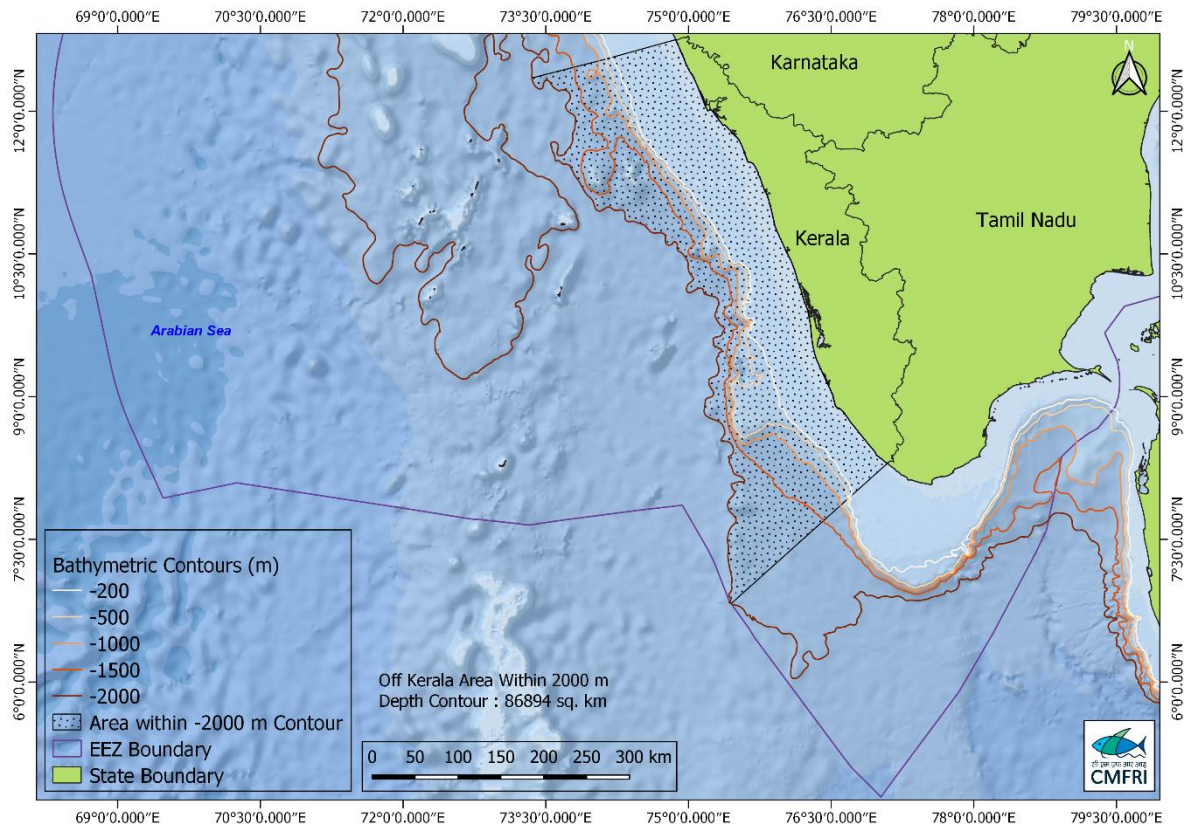 69°0'0.000"E 70°30'0.000"E 72°0'0.000"E 73°30'0.000"E 75°0'0.000"E 76°30'0.000"E 78°0'0.000"E 79°30'0.000"E
N
Karnataka
12°0'0.000"N 12°0'0.000"N
Kerala
Tamil Nadu
10°30'0.000"N 10°30'0.000"N
Arabian Sea
9°0'0.000"N 9°0'0.000"N
7°30'0.000"N 7°30'0.000"N
Bathymetric Contours (m)
-200
-500
-1000
-1500
-2000
Area within -2000 m Contour
EEZ Boundary
State Boundary
6°0'0.000"N 6°0'0.000"N
Off Kerala Area Within 2000 m
Depth Contour : 86894 sq. km
0 50 100 150 200 250 300 km
CMFRI
69°0'0.000"E 70°30'0.000"E 72°0'0.000"E 73°30'0.000"E 75°0'0.000"E 76°30'0.000"E 78°0'0.000"E 79°30'0.000"E